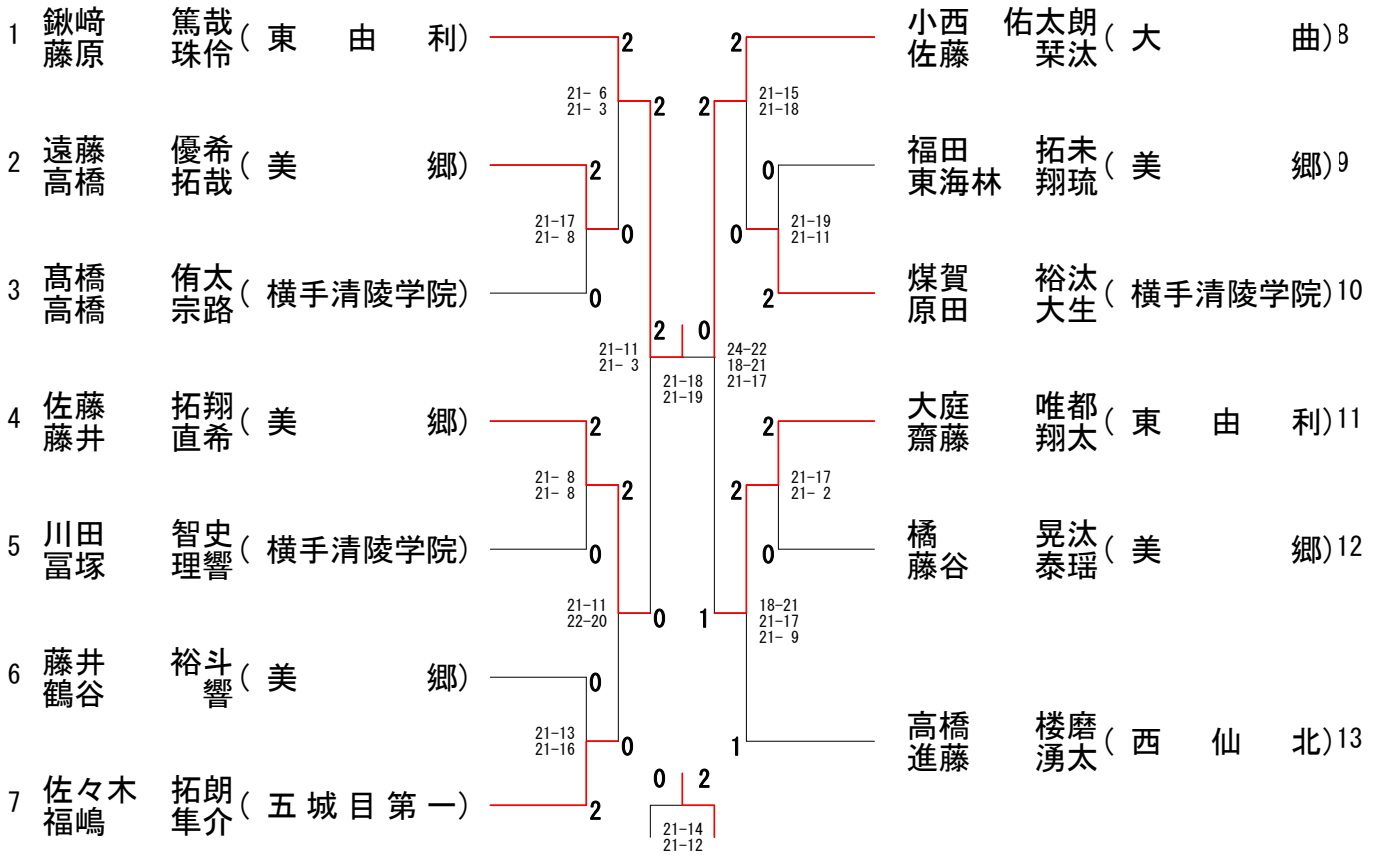 1 鍬﨑 篤哉
藤原 珠伶 ( 東 由 利 )
2 遠藤 優希
高橋 拓哉 ( 美 郷 )
3 髙橋 侑太
高橋 宗路 ( 横手清陵学院 )
4 佐藤 拓翔
藤井 直希 ( 美 郷 )
5 川田 智史
冨塚 理響 ( 横手清陵学院 )
6 藤井 裕斗
鶴谷 響 ( 美 郷 )
7 佐々木 拓朗
福嶋 隼介 ( 五城目第一 )
2
21- 6
21- 3
2
2
21-17
21- 8
0
0
2
21-11
21- 3
2
21- 8
21- 8
2
0
21-11
22-20
0
0
21-13
21-16
0
2
21-18
21-19
0 2
21-14
21-12
2
21-15
21-18
2
0
21-19
21-11
0
2
0
24-22
18-21
21-17
2
21-17
21- 2
2
0
18-21
21-17
21- 9
1
1
小西 佑太朗
佐藤 栞汰 ( 大 曲 ) 8
福田 拓未
東海林 翔琉 ( 美 郷 ) 9
煤賀 裕汰
原田 大生 ( 横手清陵学院 ) 10
大庭 唯都
齋藤 翔太 ( 東 由 利 ) 11
橘 晃汰
藤谷 泰瑶 ( 美 郷 ) 12
高橋 楼磨
進藤 湧太 ( 西 仙 北 ) 13